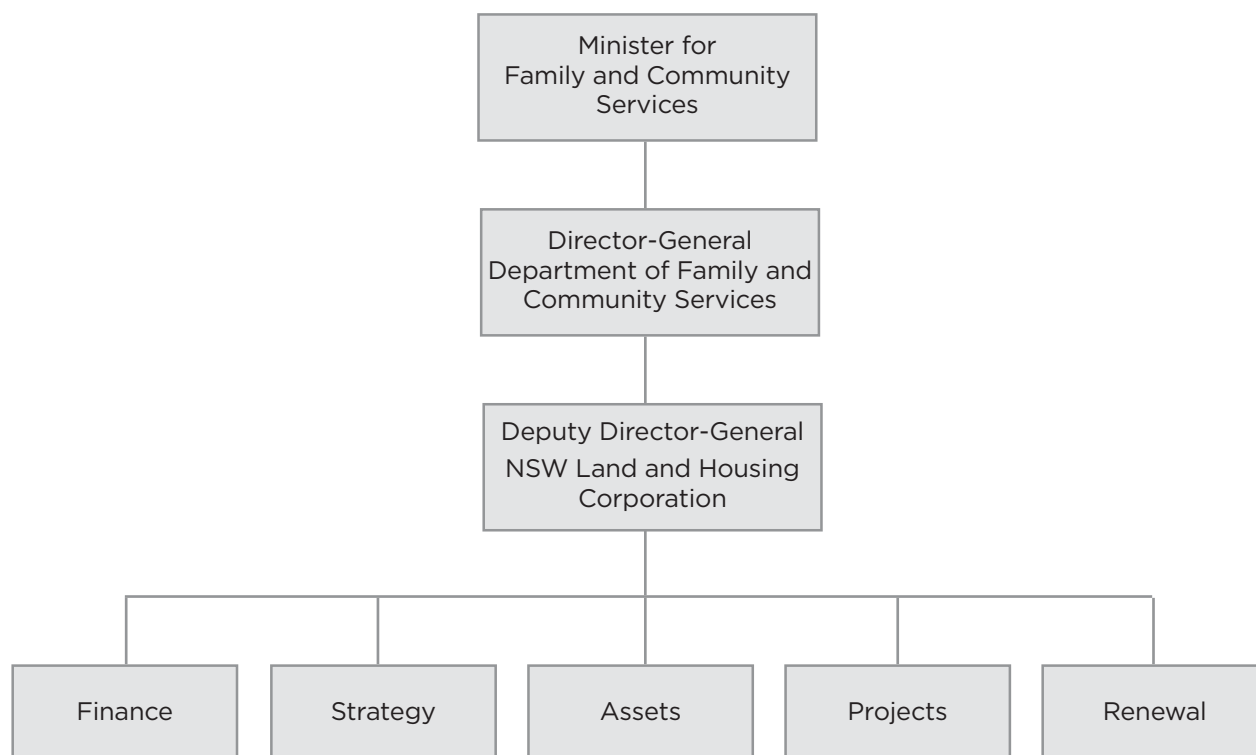 Minister for
Family and Community
Services
Director-General
Department of Family and
Community Services
Deputy Director-General
NSW Land and Housing
Corporation
Finance
Strategy
Assets
Projects
Renewal